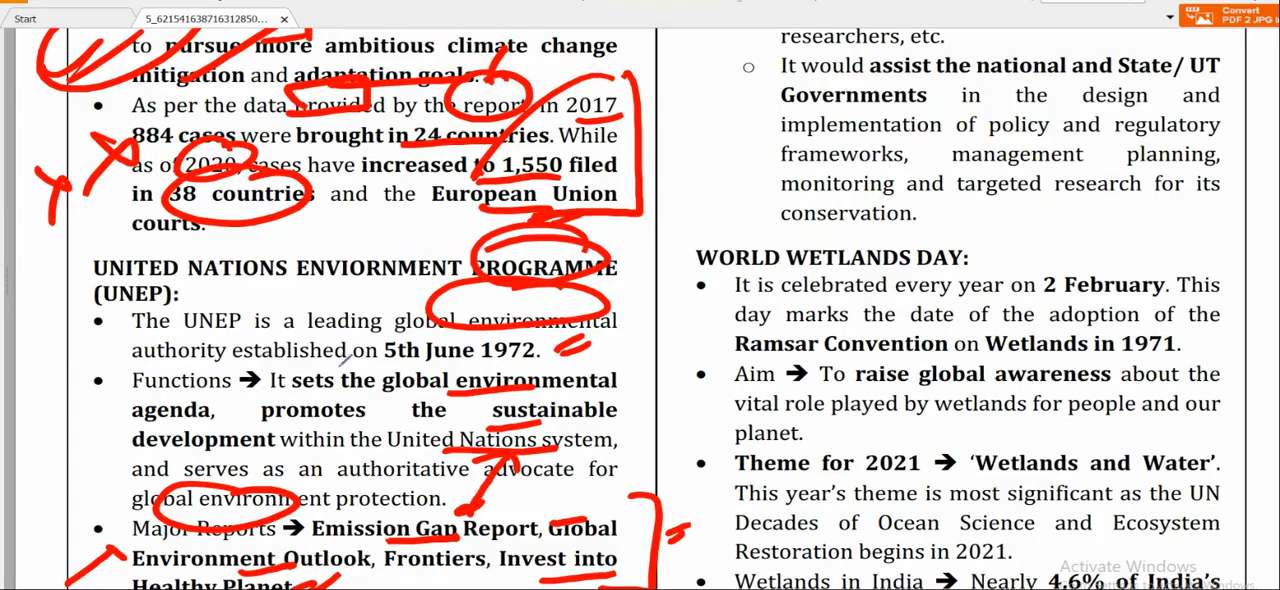 Start
5_621541638716312850...
Convert
PDF 2 JPG I
to pursue more ambitious climate change
mitigation and adaptation goals.
• As per the data provided by the report, in 2017
884 cases were brought in 24 countries. While
as of 2020, cases have increased to 1,550 filed
in 38 countries and the European Union
courts.
UNITED NATIONS ENVIORNMENT PROGRAMME
(UNEP):
• The UNEP is a leading global environmental
authority established on 5th June 1972.
• Functions ➔ It sets the global environmental
agenda, promotes the sustainable
development within the United Nations system,
and serves as an authoritative advocate for
global environment protection.
• Major Reports ➔ Emission Gap Report, Global
Environment Outlook, Frontiers, Invest into
Healthy Planet
researchers, etc.
o It would assist the national and State/ UT
Governments in the design and
implementation of policy and regulatory
frameworks, management planning,
monitoring and targeted research for its
conservation.
WORLD WETLANDS DAY:
• It is celebrated every year on 2 February. This
day marks the date of the adoption of the
Ramsar Convention on Wetlands in 1971.
• Aim ➔ To raise global awareness about the
vital role played by wetlands for people and our
planet.
• Theme for 2021 ➔ ‘Wetlands and Water’.
This year’s theme is most significant as the UN
Decades of Ocean Science and Ecosystem
Restoration begins in 2021.
• Wetlands in India ➔ Nearly 4.6% of India’s
Activate Windows